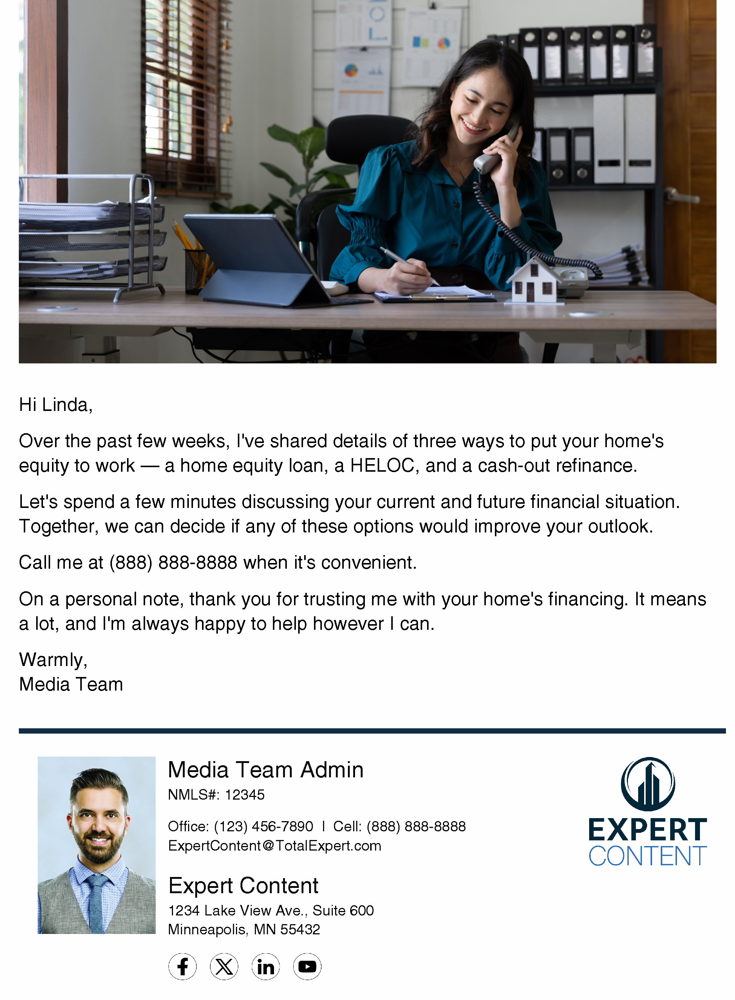 Hi Linda,
Over the past few weeks, I've shared details of three ways to put your home's
equity to work — a home equity loan, a HELOC, and a cash-out refinance.
Let's spend a few minutes discussing your current and future financial situation.
Together, we can decide if any of these options would improve your outlook.
Call me at (888) 888-8888 when it's convenient.
On a personal note, thank you for trusting me with your home's financing. It means
a lot, and I'm always happy to help however I can.
Warmly,
Media Team
Media Team Admin
NMLS#: 12345
Office: (123) 456-7890 | Cell: (888) 888-8888
ExpertContent@TotalExpert.com
Expert Content
1234 Lake View Ave., Suite 600
Minneapolis, MN 55432
EXPERT
CONTENT